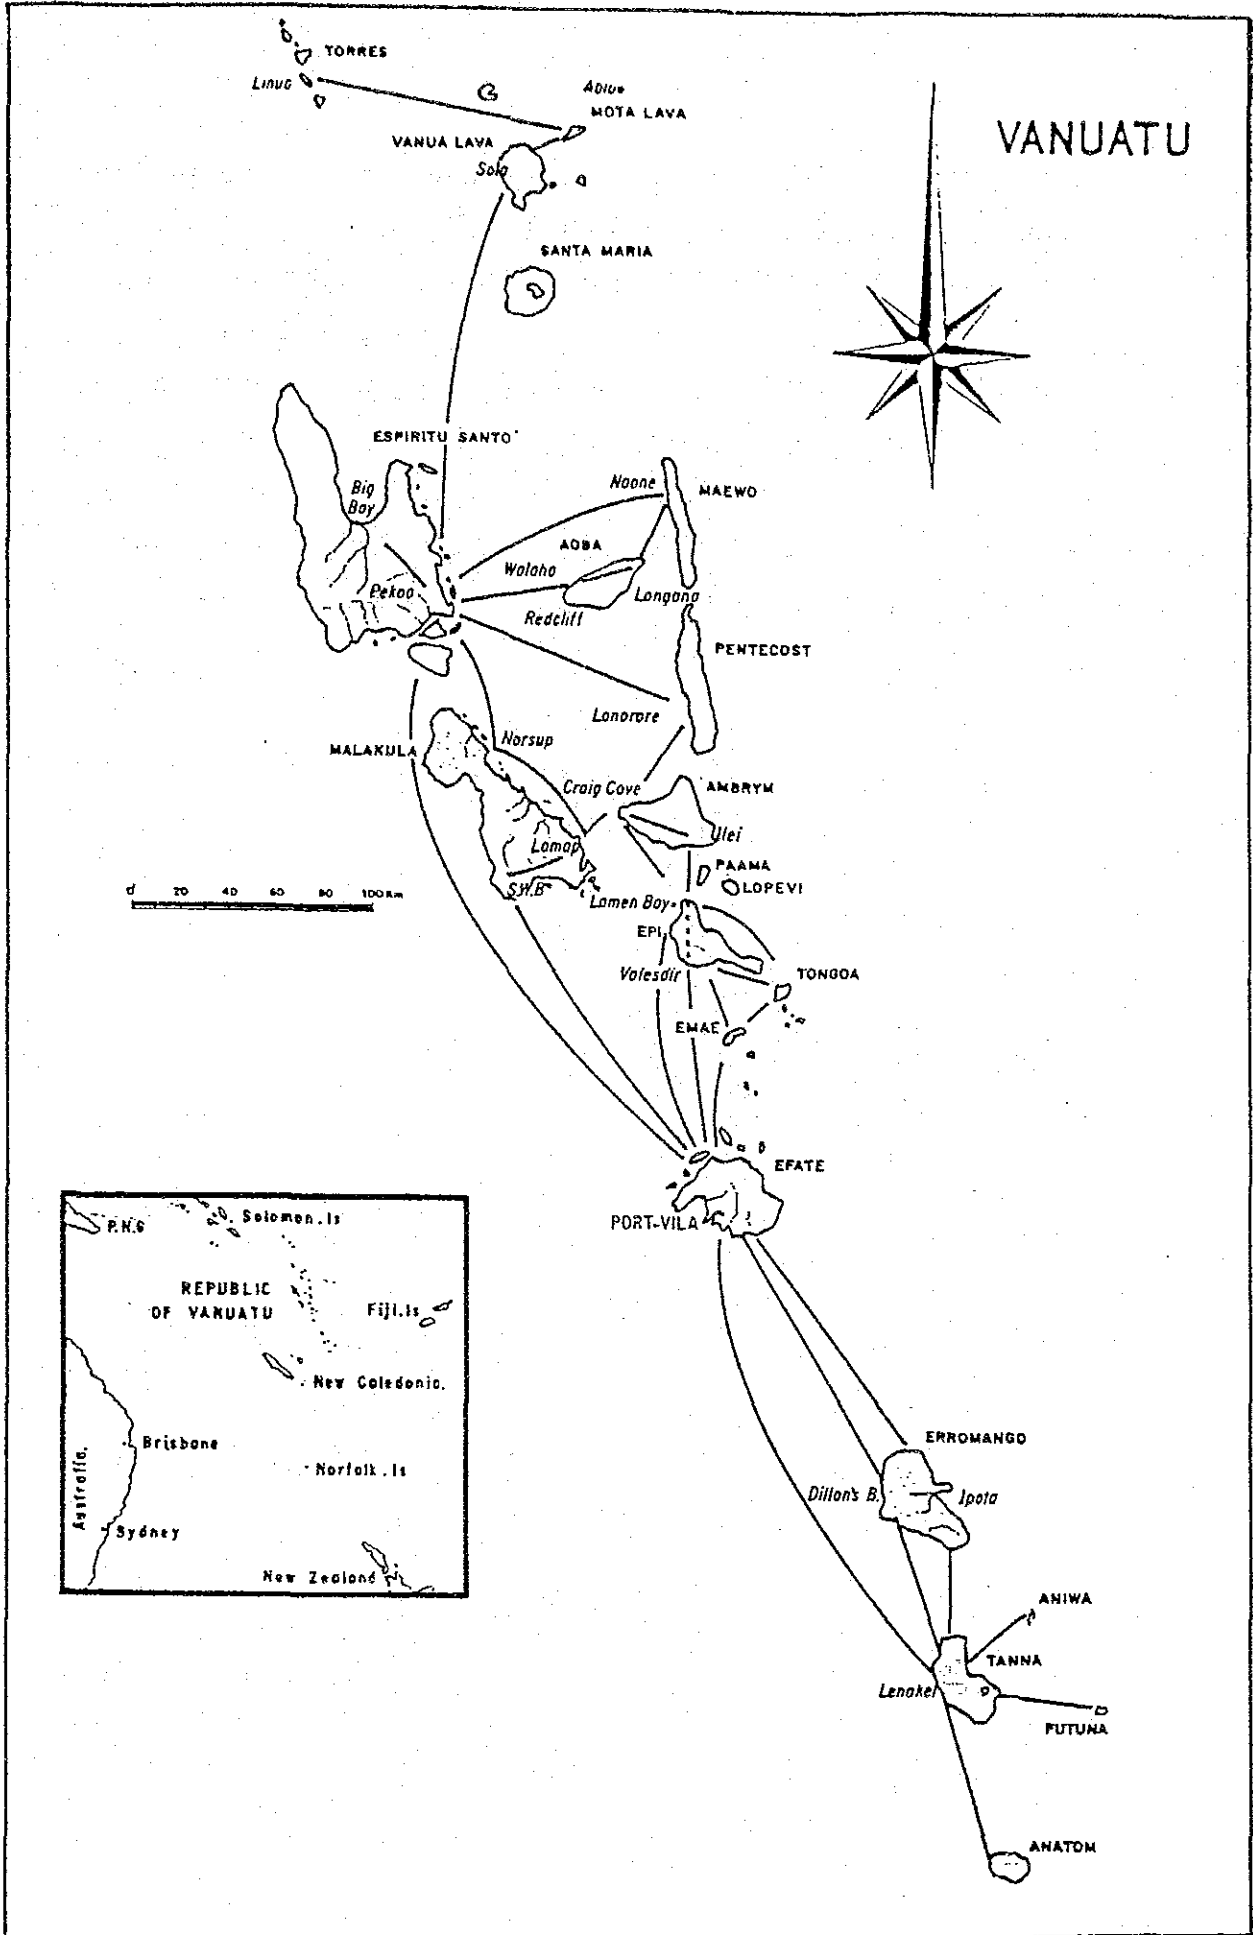 TORRES
Linua
Ablow
MOTA LAVA
VANUATU
VANUA LAVA
Sola
SANTA MARIA
ESPIRITU SANTO
Big
Bay
Naone
MAEWO
AOBA
Walaha
Pekoa
Longana
Redcliff
PENTECOST
Lonorore
Norsup
MALAKULA
Craig Cove
AMBRYM
Ulei
Lamap
PAAMA
LOPEVI
S.W.B
0 20 40 60 80 100 Km
Lamen Bay
EPI
Valesdir
TONGOA
EMAE
EFATE
PORT-VILA
P.N.G
Solomon.Is
REPUBLIC
OF VANUATU
Fiji.Is
New Caledonia.
Brisbane
Australia.
Norfolk.Is
Sydney
New Zealand
ERROMANGO
Dillon's B.
Ipota
ANIWA
TANNA
Lenakel
FUTUNA
ANATOM